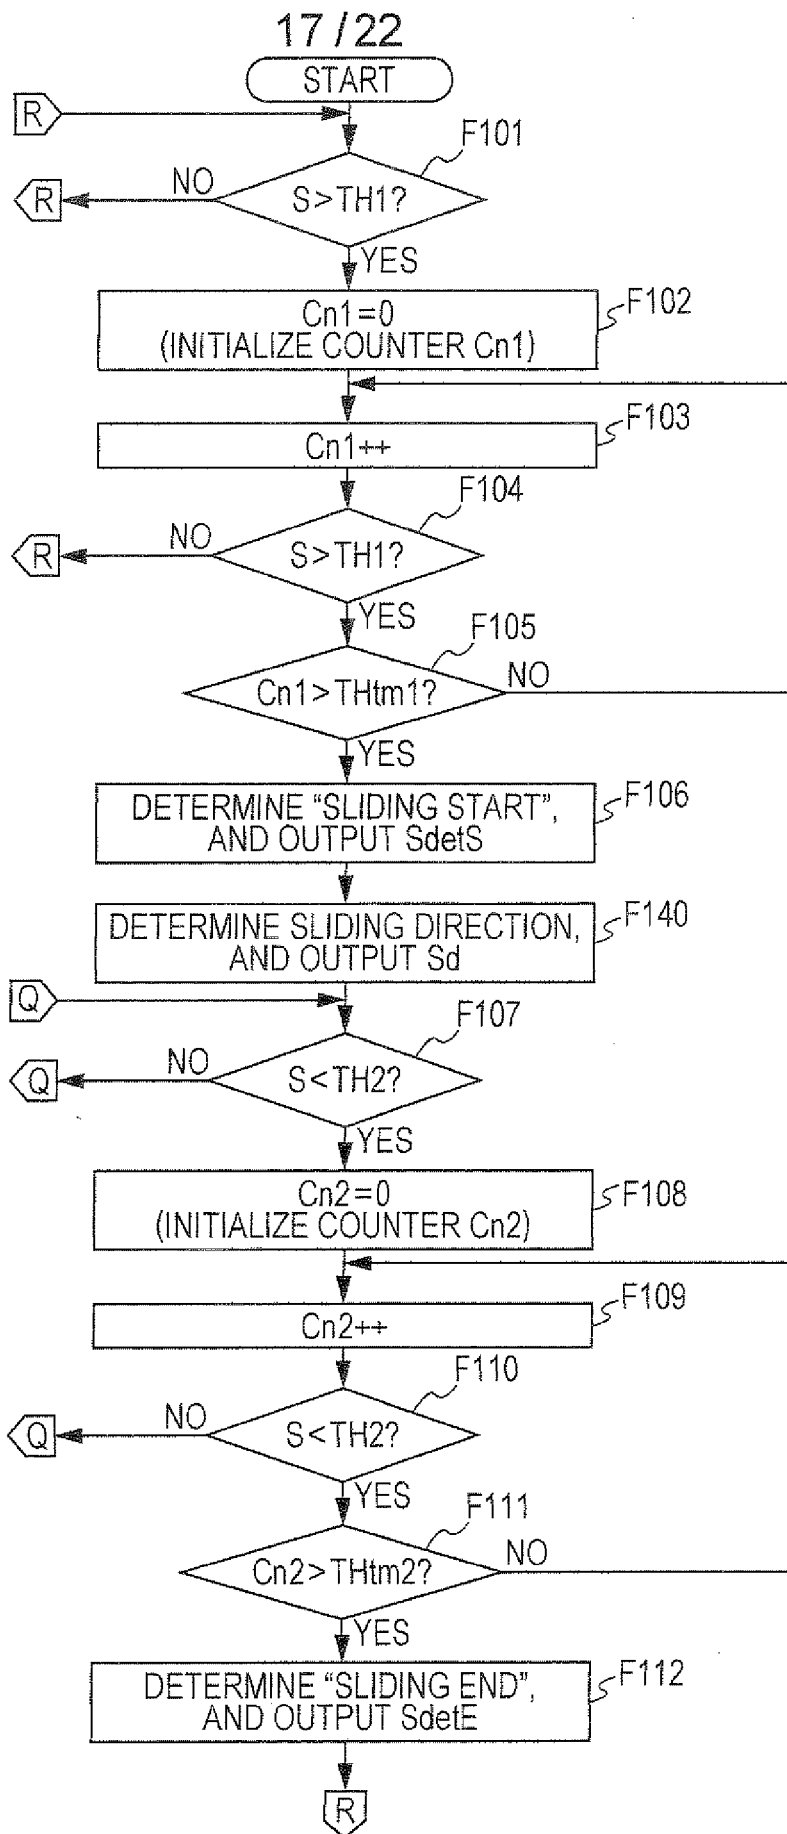 17/22
START
R
F101
NO
R
S>TH1?
YES
Cn1=0
(INITIALIZE COUNTER Cn1)
F102
F103
Cn1++
F104
NO
R
S>TH1?
YES
F105
Cn1>THtm1?
NO
YES
DETERMINE “SLIDING START”,
AND OUTPUT SdetS
F106
DETERMINE SLIDING DIRECTION,
AND OUTPUT Sd
F140
Q
F107
NO
Q
S<TH2?
YES
Cn2=0
(INITIALIZE COUNTER Cn2)
F108
F109
Cn2++
F110
NO
Q
S<TH2?
YES
F111
Cn2>THtm2?
NO
YES
DETERMINE “SLIDING END”,
AND OUTPUT SdetE
F112
R